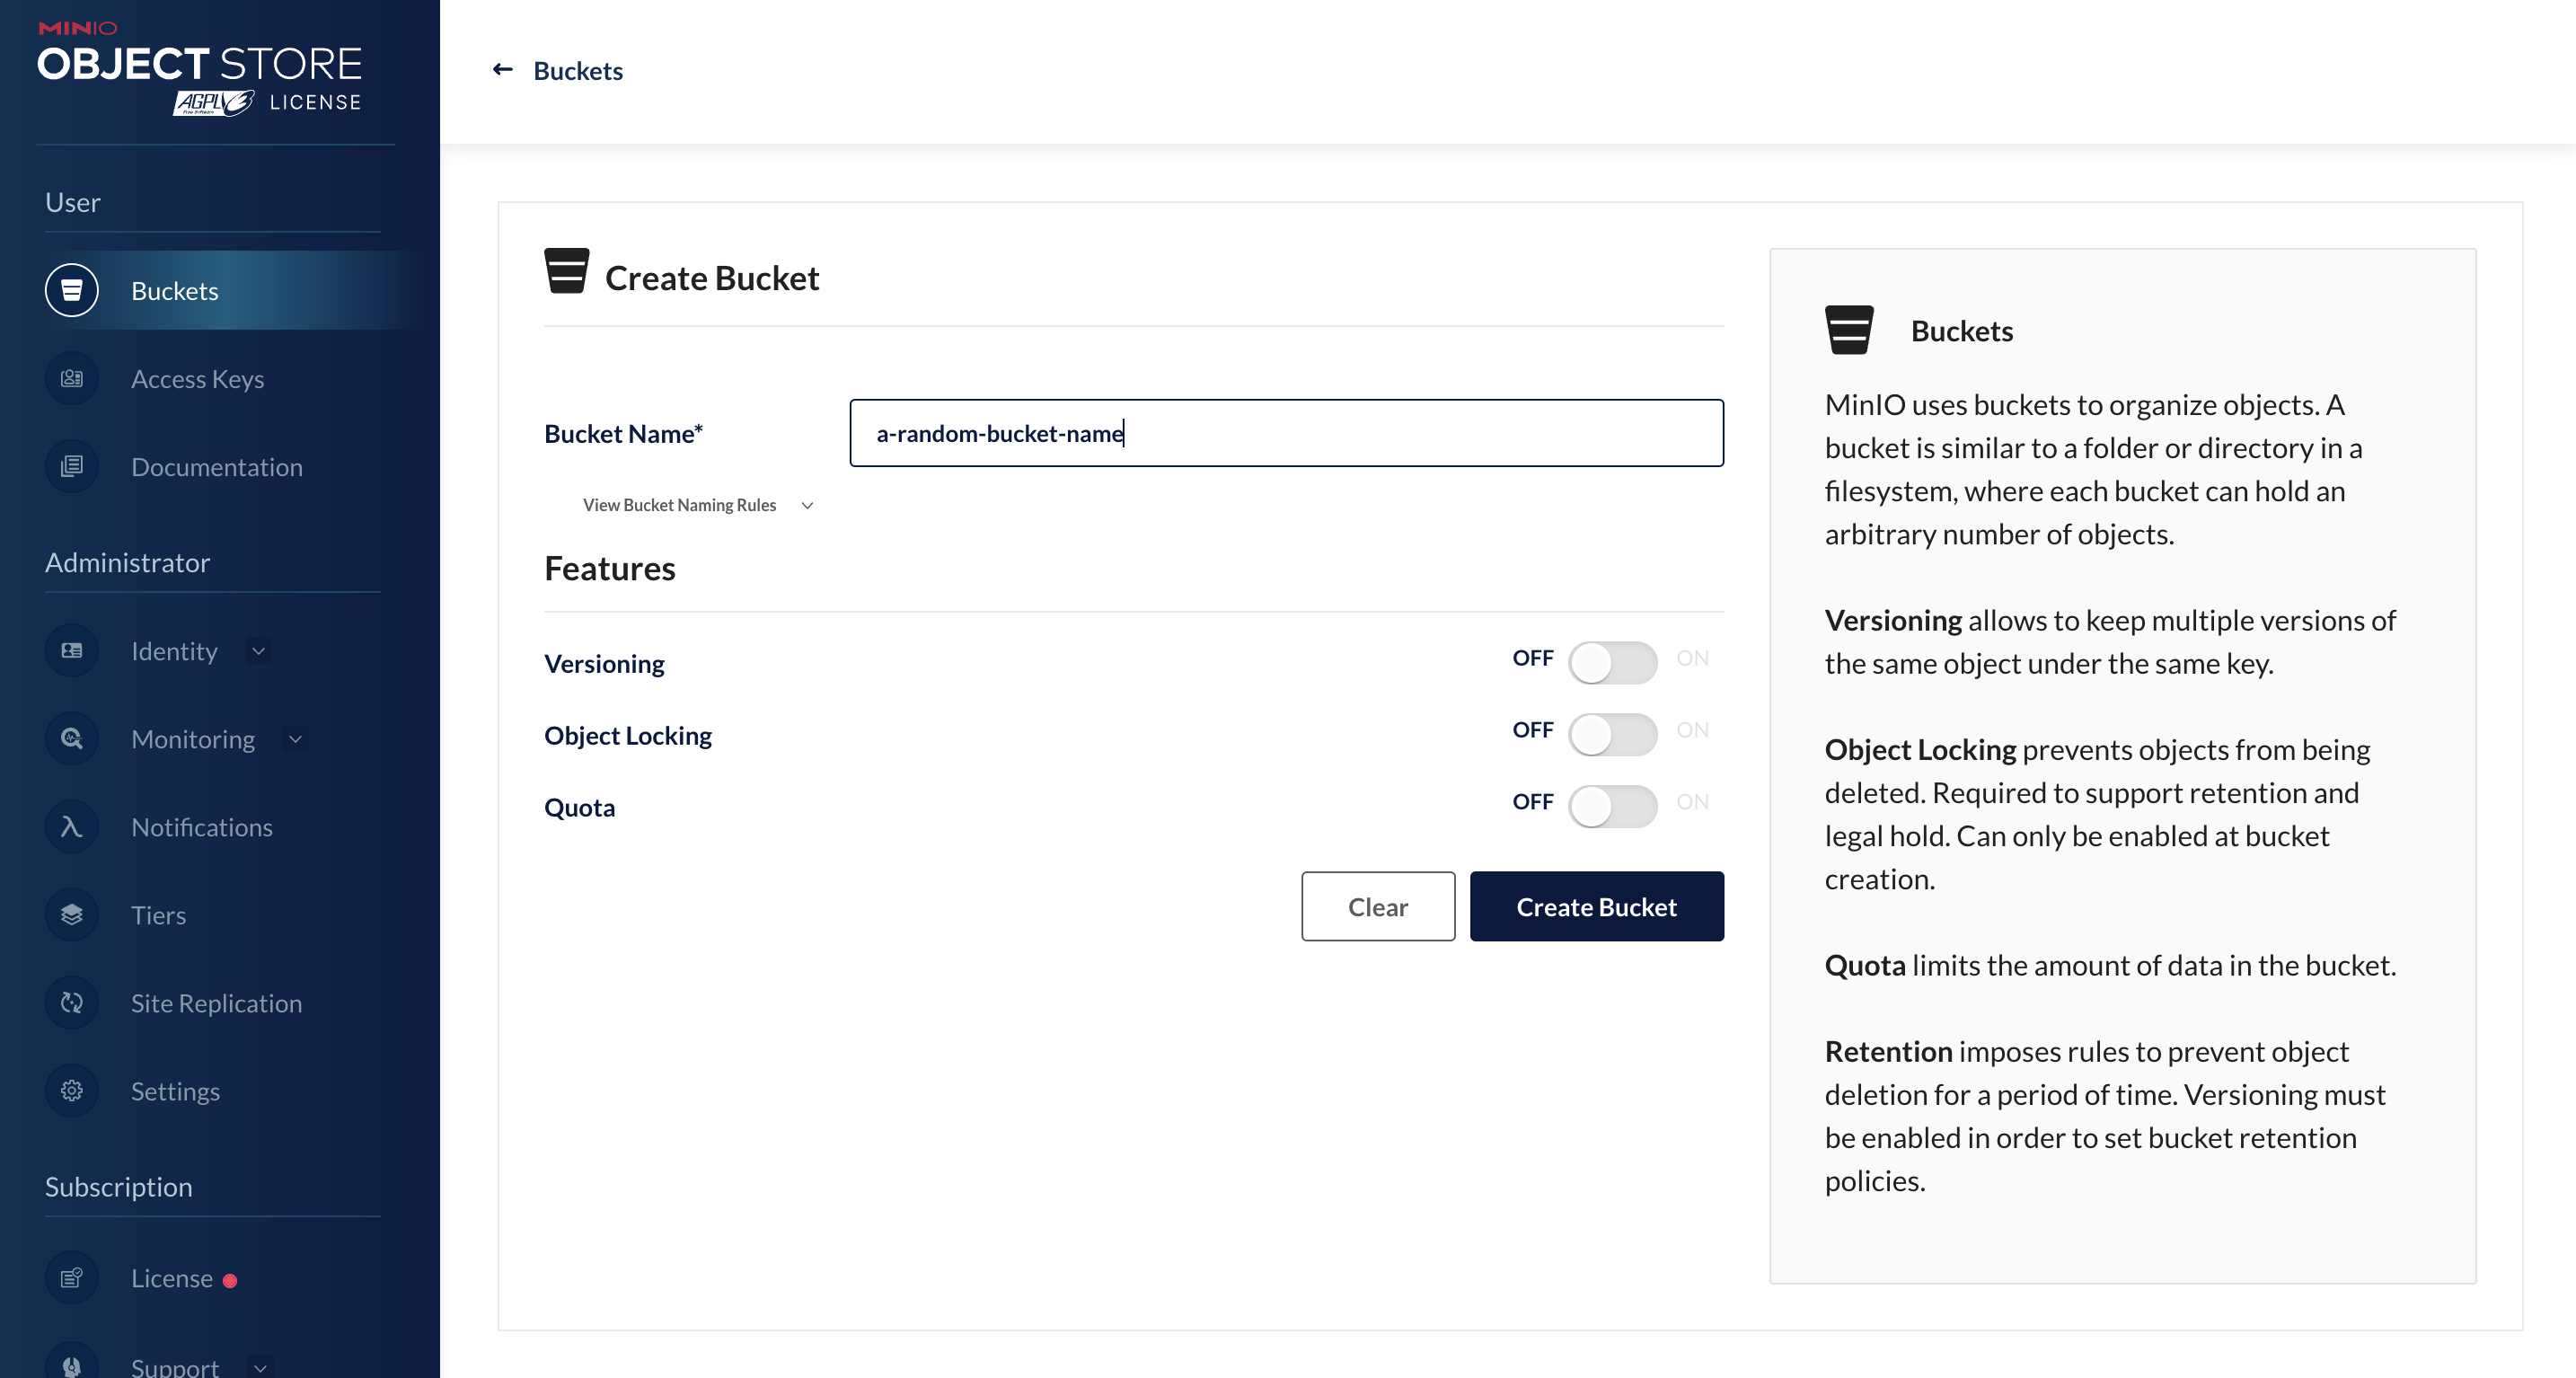 MINIO
OBJECT STORE
AGPL v3 LICENSE
Free Software
User
Buckets
Access Keys
Documentation
Administrator
Identity
Monitoring
Notifications
Tiers
Site Replication
Settings
Subscription
License
Support
Buckets
Create Bucket
Bucket Name*
a-random-bucket-name
View Bucket Naming Rules
Features
Versioning OFF ON
Object Locking OFF ON
Quota OFF ON
Clear Create Bucket
Buckets
MinIO uses buckets to organize objects. A
bucket is similar to a folder or directory in a
filesystem, where each bucket can hold an
arbitrary number of objects.
Versioning allows to keep multiple versions of
the same object under the same key.
Object Locking prevents objects from being
deleted. Required to support retention and
legal hold. Can only be enabled at bucket
creation.
Quota limits the amount of data in the bucket.
Retention imposes rules to prevent object
deletion for a period of time. Versioning must
be enabled in order to set bucket retention
policies.